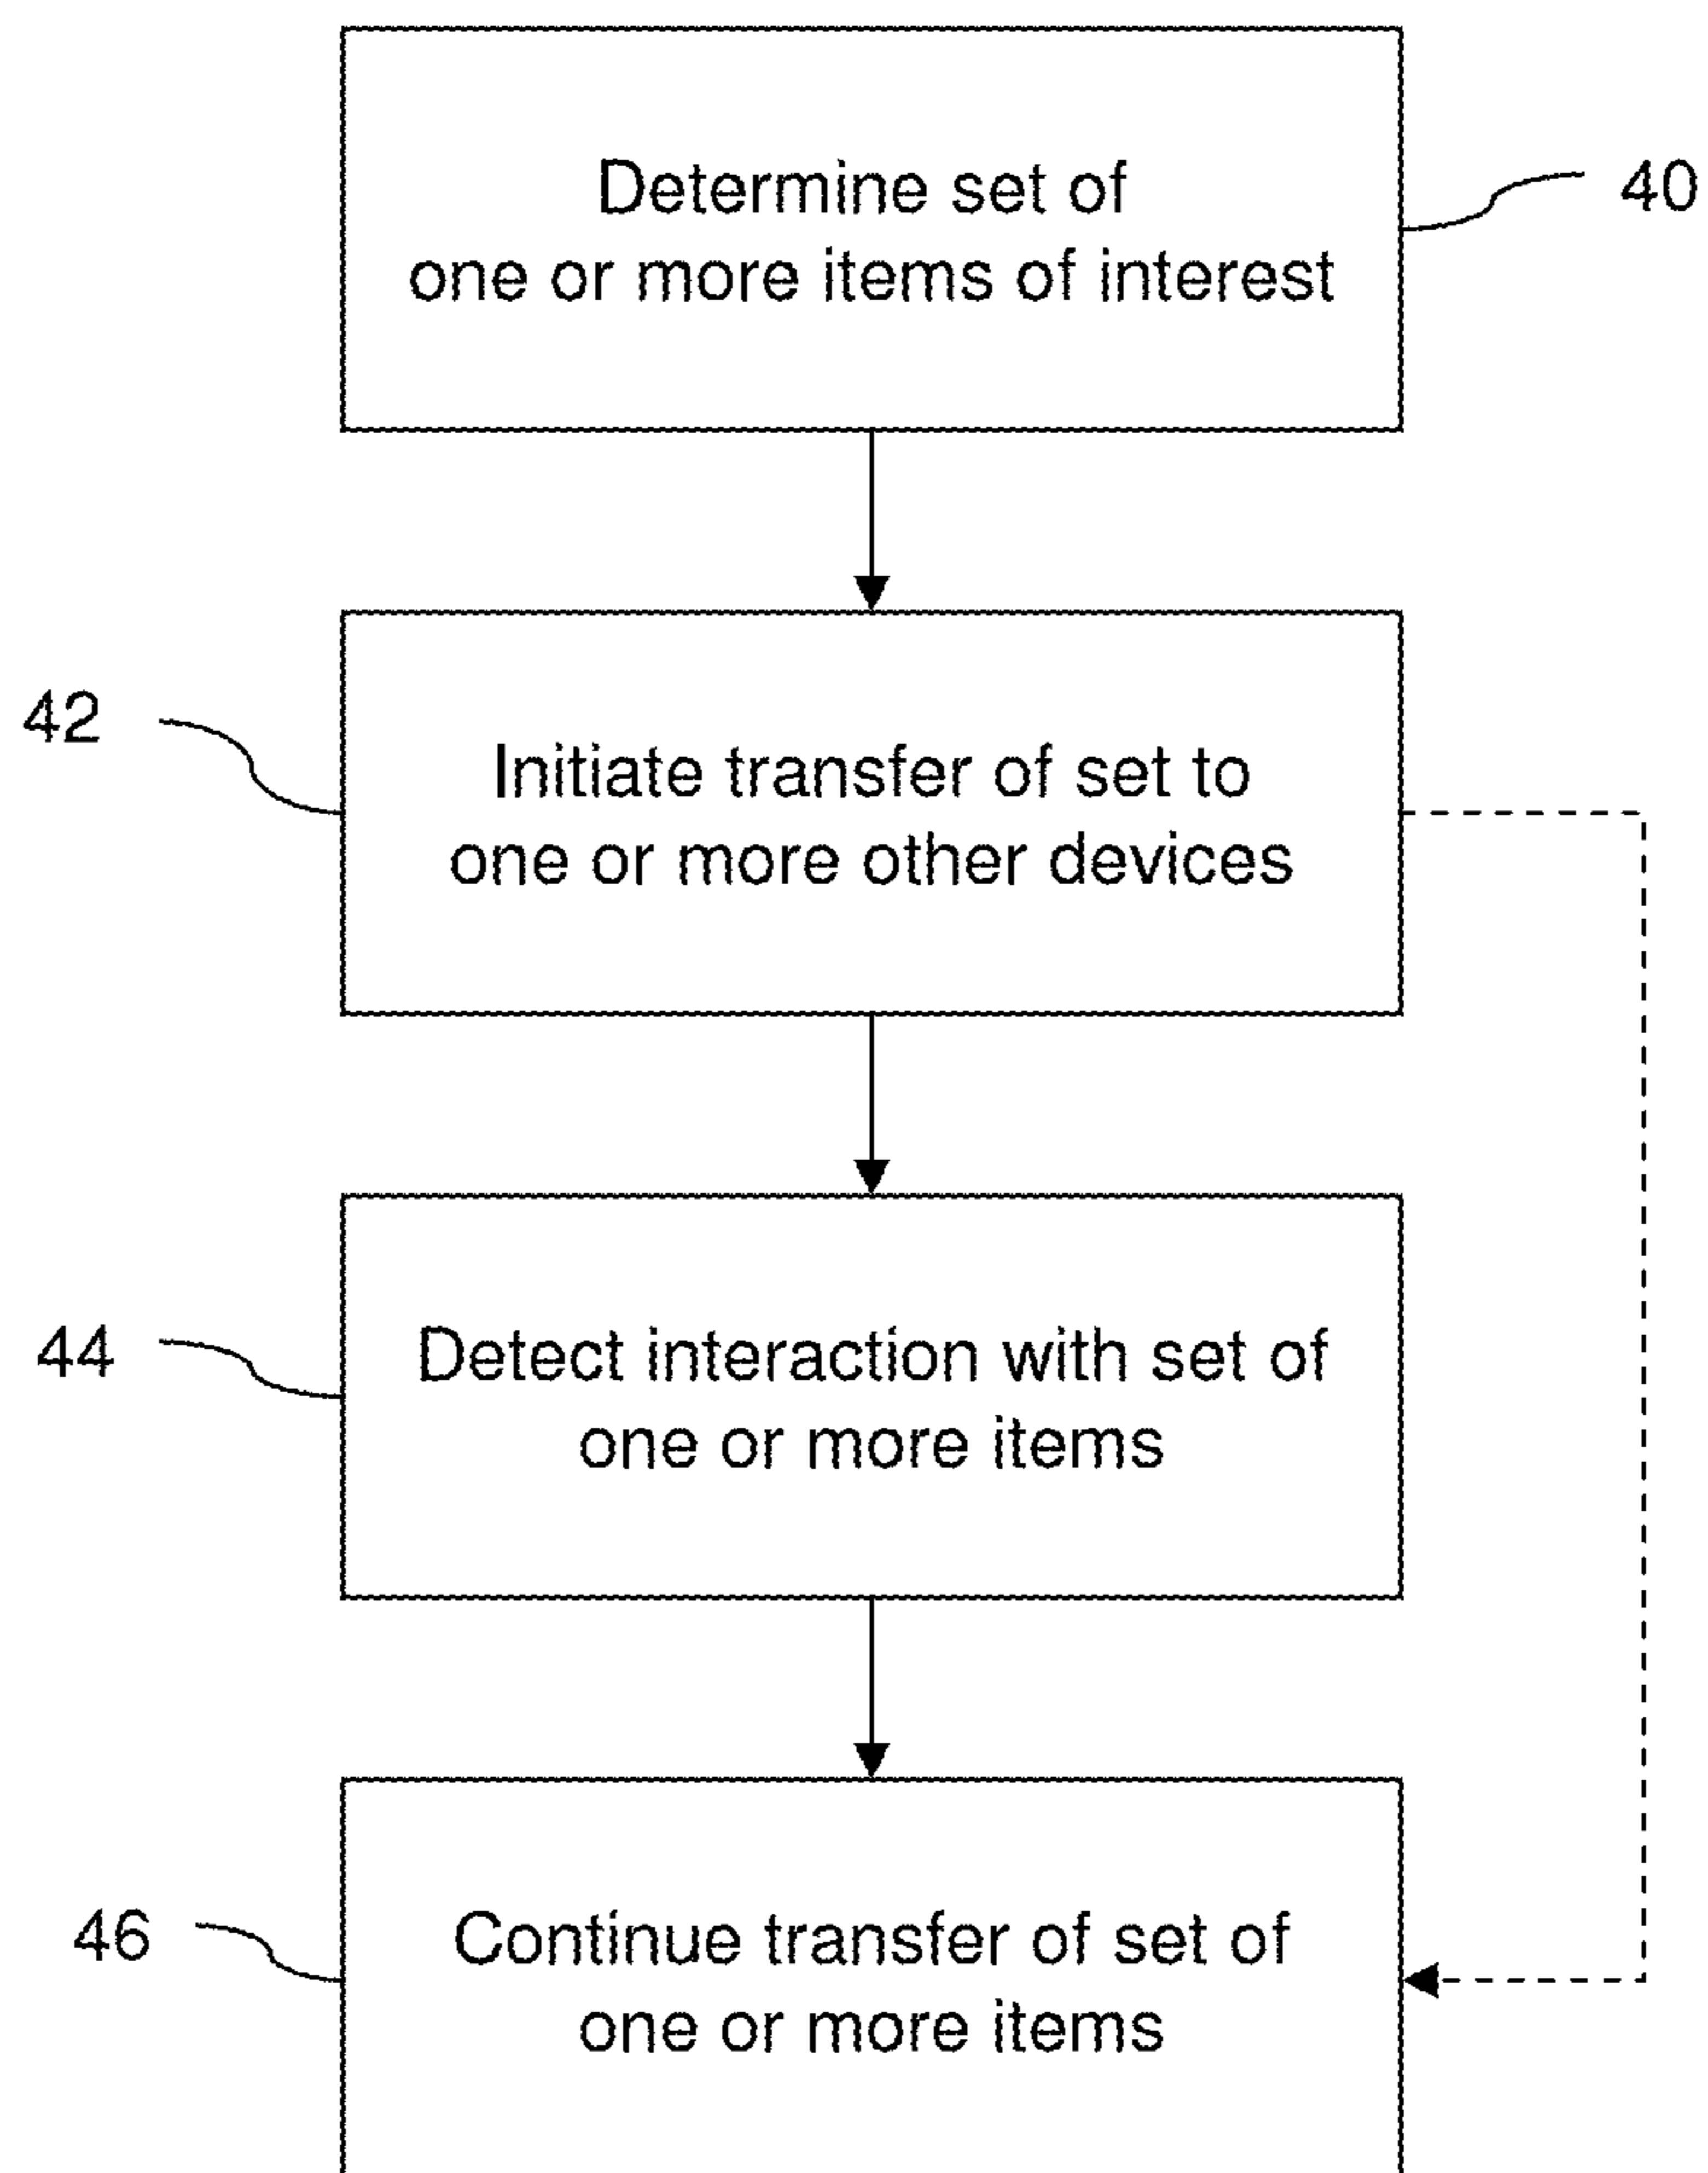 Determine set of
one or more items of interest
40
42
Initiate transfer of set to
one or more other devices
44
Detect interaction with set of
one or more items
46
Continue transfer of set of
one or more items